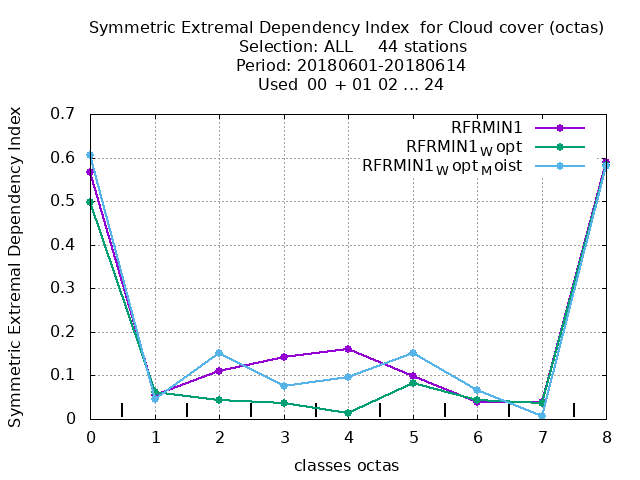 Symmetric Extremal Dependency Index  for Cloud cover (octas)
Selection: ALL     44 stations
Period: 20180601-20180614
Used  00  + 01 02 ... 24
Symmetric Extremal Dependency Index
0.7
0.6
0.5
0.4
0.3
0.2
0.1
0
RFRMIN1
RFRMIN1Wopt
RFRMIN1WoptMoist
0 1 2 3 4 5 6 7 8
classes octas